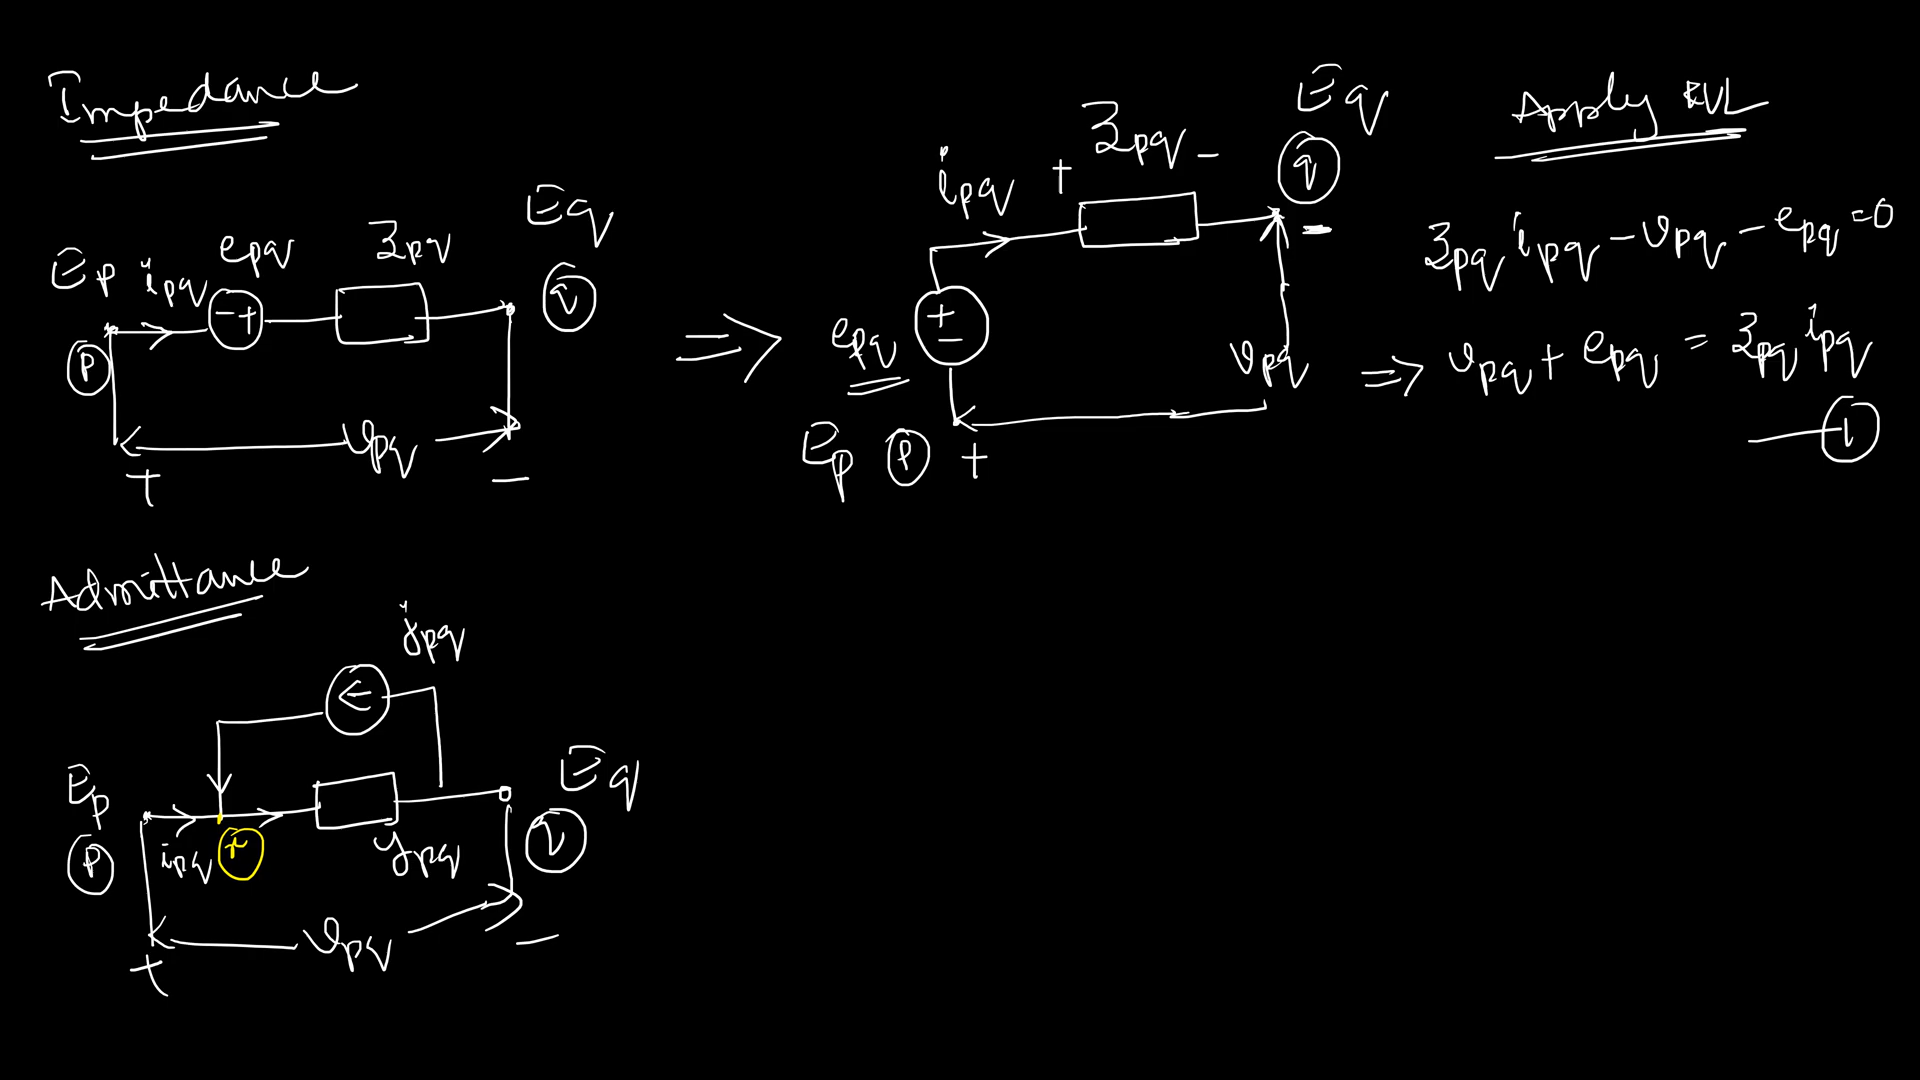 Impedance
Ep ipq epq Zpq Eq
- +
p q
+ vpq -
⇒
ipq + Zpq - Eq
q
-
epq + -
vpq
Ep p +
Apply KVL
Zpq ipq - vpq - epq = 0
⇒ vpq + epq = Zpq ipq
— 1
Admittance
jpq
Ep Eq
p ipq r ypq q
+ vpq -